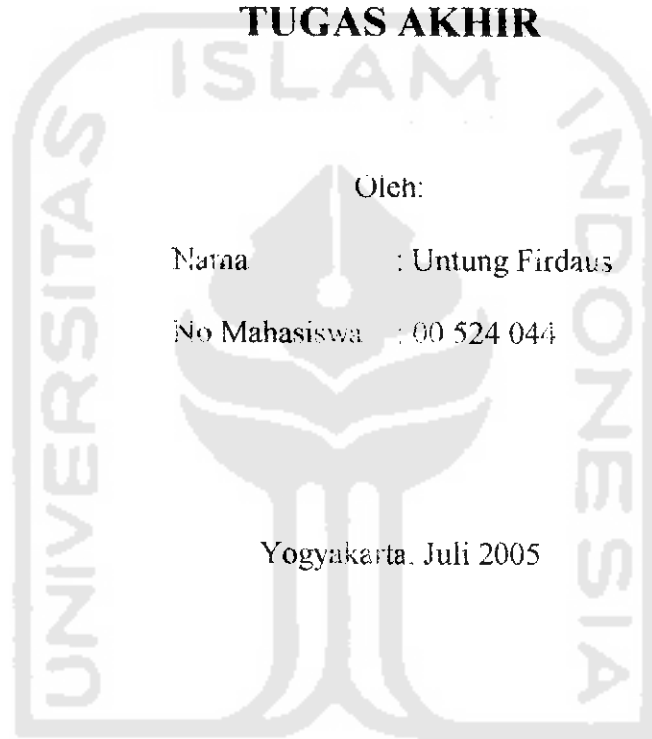 TUGAS AKHIR
UNIVERSITAS ISLAM INDONESIA
Oleh:
Nama : Untung Firdaus
No Mahasiswa : 00 524 044
Yogyakarta, Juli 2005